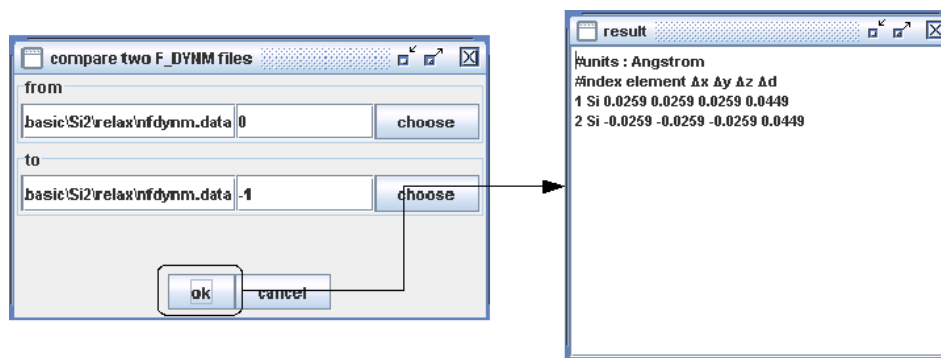 compare two F_DYNM files
from
.basic\Si2\relax\nfdynm.data 0 choose
to
.basic\Si2\relax\nfdynm.data -1 choose
ok cancel
result
#units : Angstrom
#index element Δx Δy Δz Δd
1 Si 0.0259 0.0259 0.0259 0.0449
2 Si -0.0259 -0.0259 -0.0259 0.0449